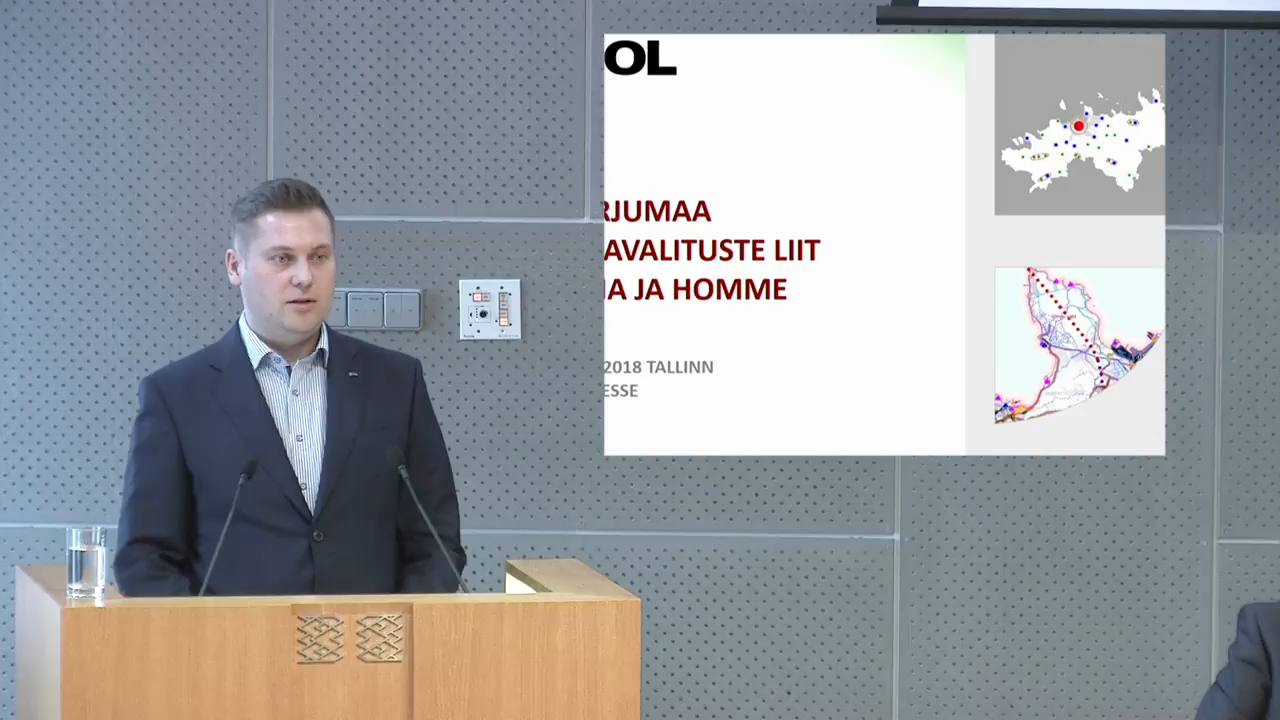 OL
RJUMAA
AVALITUSTE LIIT
A JA HOMME
2018 TALLINN
ESSE